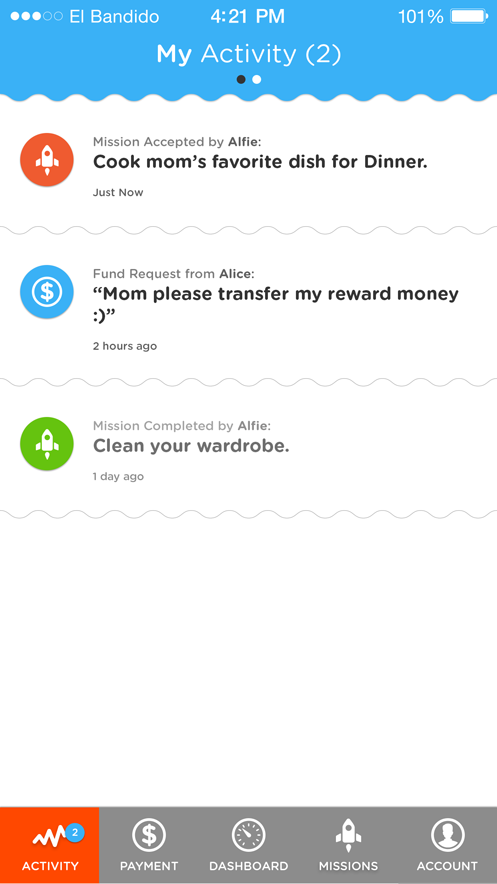 El Bandido 4:21 PM 101%
My Activity (2)
Mission Accepted by Alfie:
Cook mom’s favorite dish for Dinner.
Just Now
Fund Request from Alice:
“Mom please transfer my reward money
:)”
2 hours ago
Mission Completed by Alfie:
Clean your wardrobe.
1 day ago
2
ACTIVITY PAYMENT DASHBOARD MISSIONS ACCOUNT